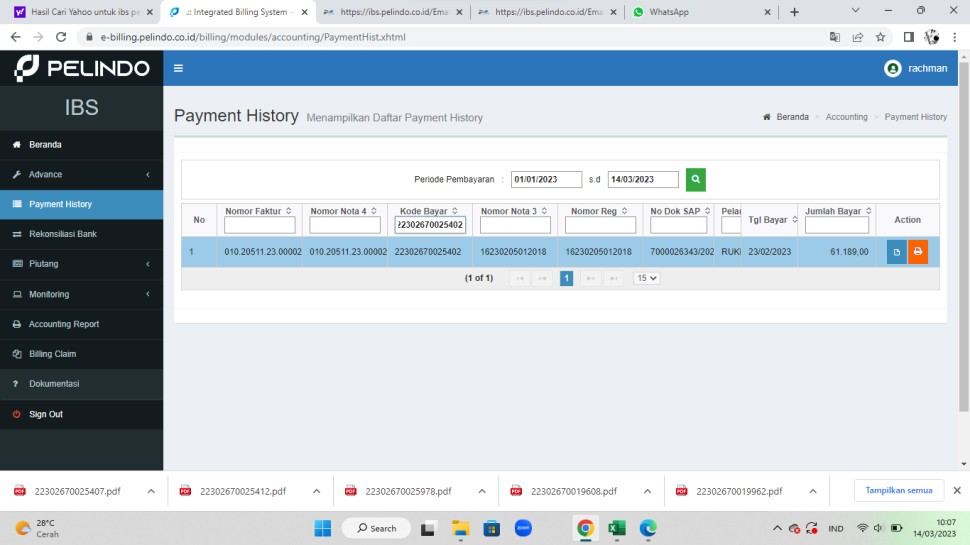 Hasil Cari Yahoo untuk ibs pe
.:: Integrated Billing System -
https://ibs.pelindo.co.id/Ema
https://ibs.pelindo.co.id/Ema
WhatsApp
e-billing.pelindo.co.id/billing/modules/accounting/PaymentHist.xhtml
PELINDO
rachman
IBS
Payment History Menampilkan Daftar Payment History
Beranda > Accounting > Payment History
Beranda
Advance
Payment History
Rekonsiliasi Bank
Piutang
Monitoring
Accounting Report
Billing Claim
Dokumentasi
Sign Out
Periode Pembayaran : 01/01/2023 s.d 14/03/2023
No Nomor Faktur Nomor Nota 4 Kode Bayar Nomor Nota 3 Nomor Reg No Dok SAP Pelan Tgl Bayar Jumlah Bayar Action
22302670025402
1 010.20511.23.00002 010.20511.23.00002 22302670025402 16230205012018 16230205012018 7000026343/202 RUKI 23/02/2023 61.189,00
(1 of 1) 1 15
22302670025407.pdf
22302670025412.pdf
22302670025978.pdf
22302670019608.pdf
22302670019962.pdf
Tampilkan semua
28°C
Cerah
Search
zoom
IND
10:07
14/03/2023